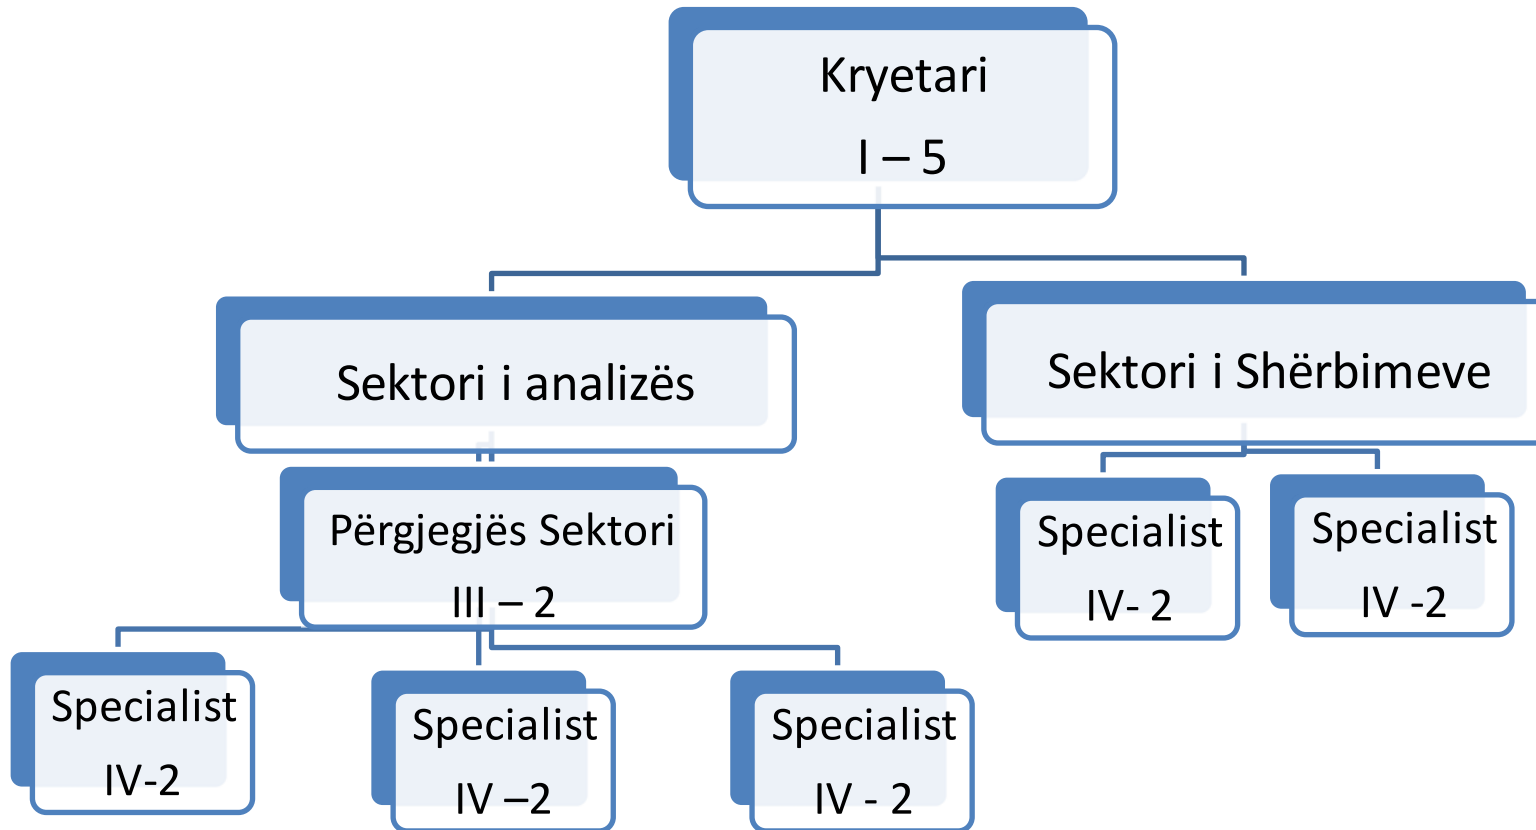 Kryetari
I – 5
Sektori i analizës
Sektori i Shërbimeve
Përgjegjës Sektori
III – 2
Specialist
IV- 2
Specialist
IV -2
Specialist
IV-2
Specialist
IV –2
Specialist
IV - 2